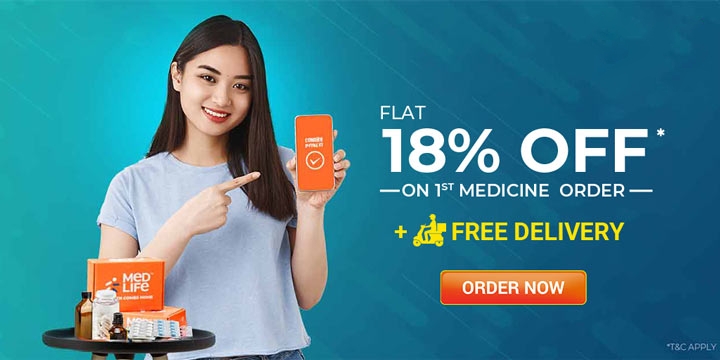 FLAT
18% OFF*
ON 1ST MEDICINE ORDER
+ FREE DELIVERY
ORDER NOW
MED
LIFE
*T&C APPLY